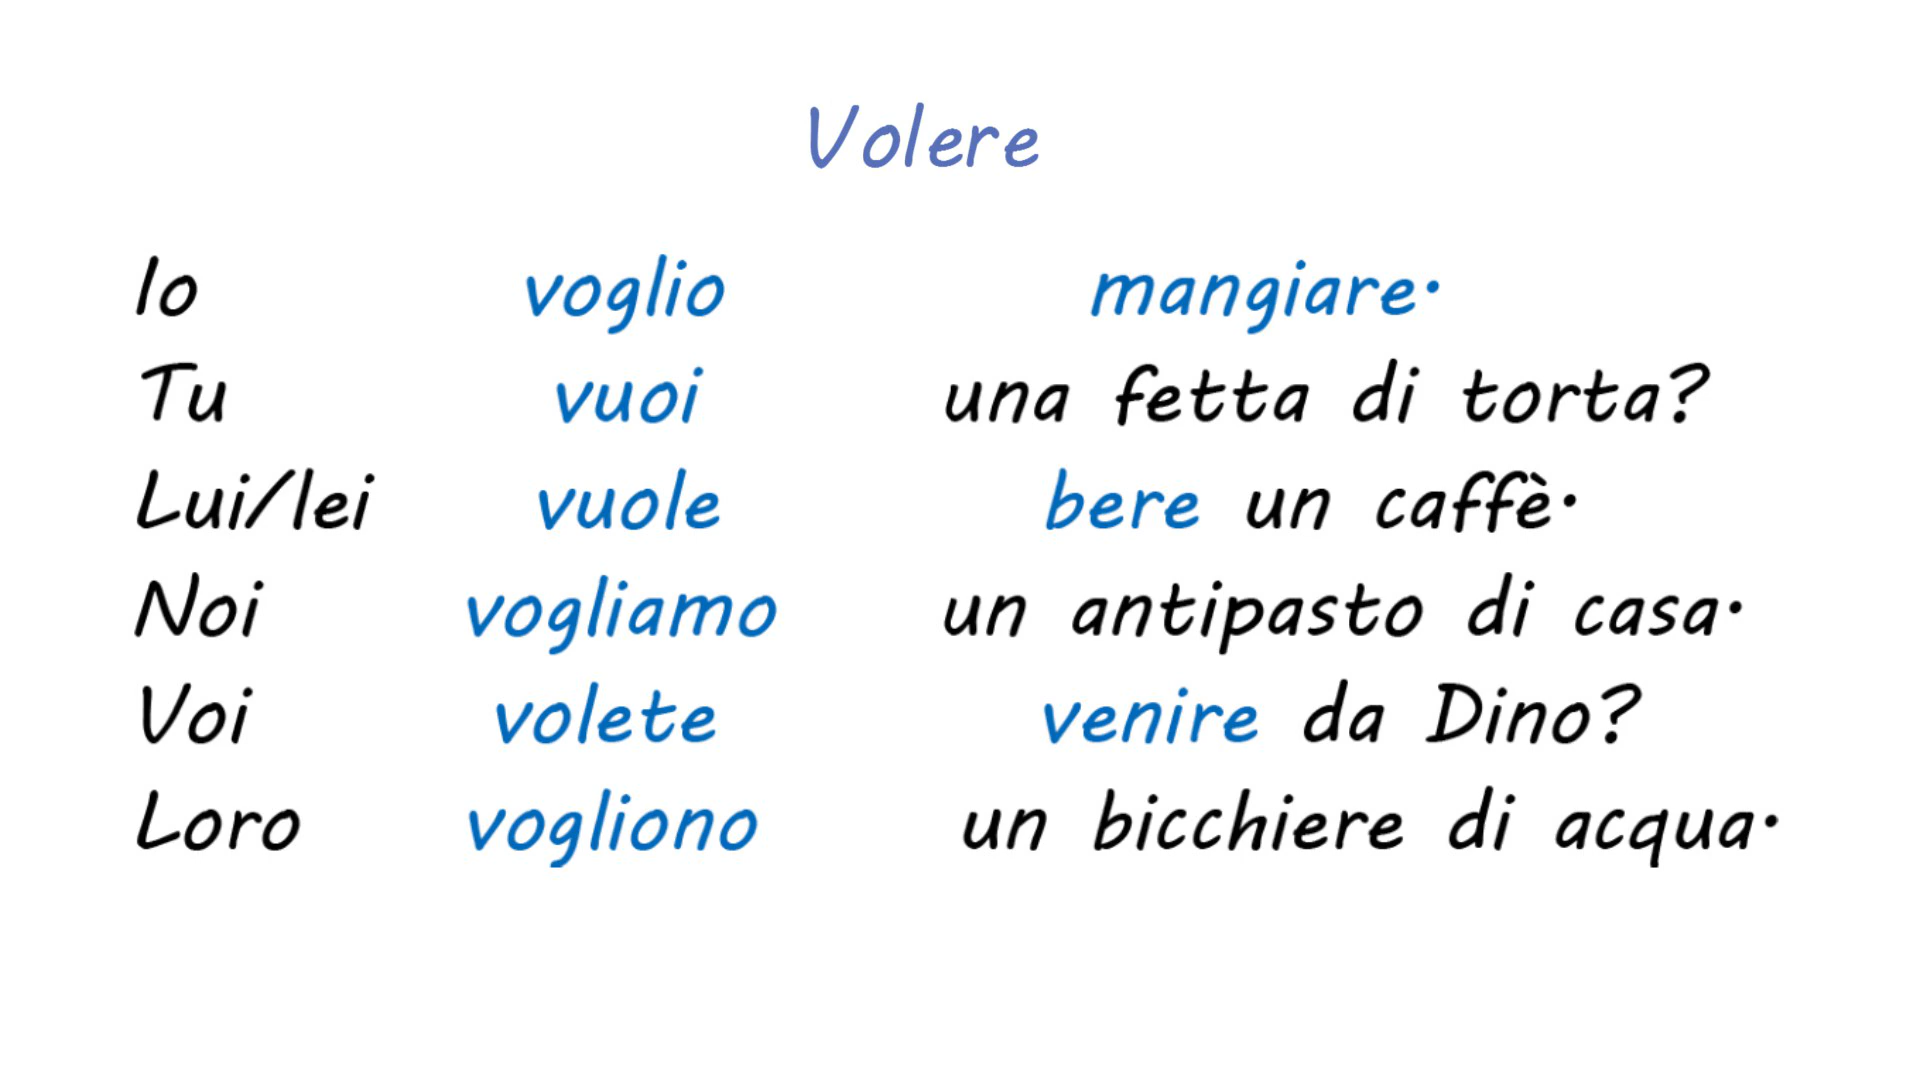 Volere
Io voglio mangiare.
Tu vuoi una fetta di torta?
Lui/lei vuole bere un caffè.
Noi vogliamo un antipasto di casa.
Voi volete venire da Dino?
Loro vogliono un bicchiere di acqua.